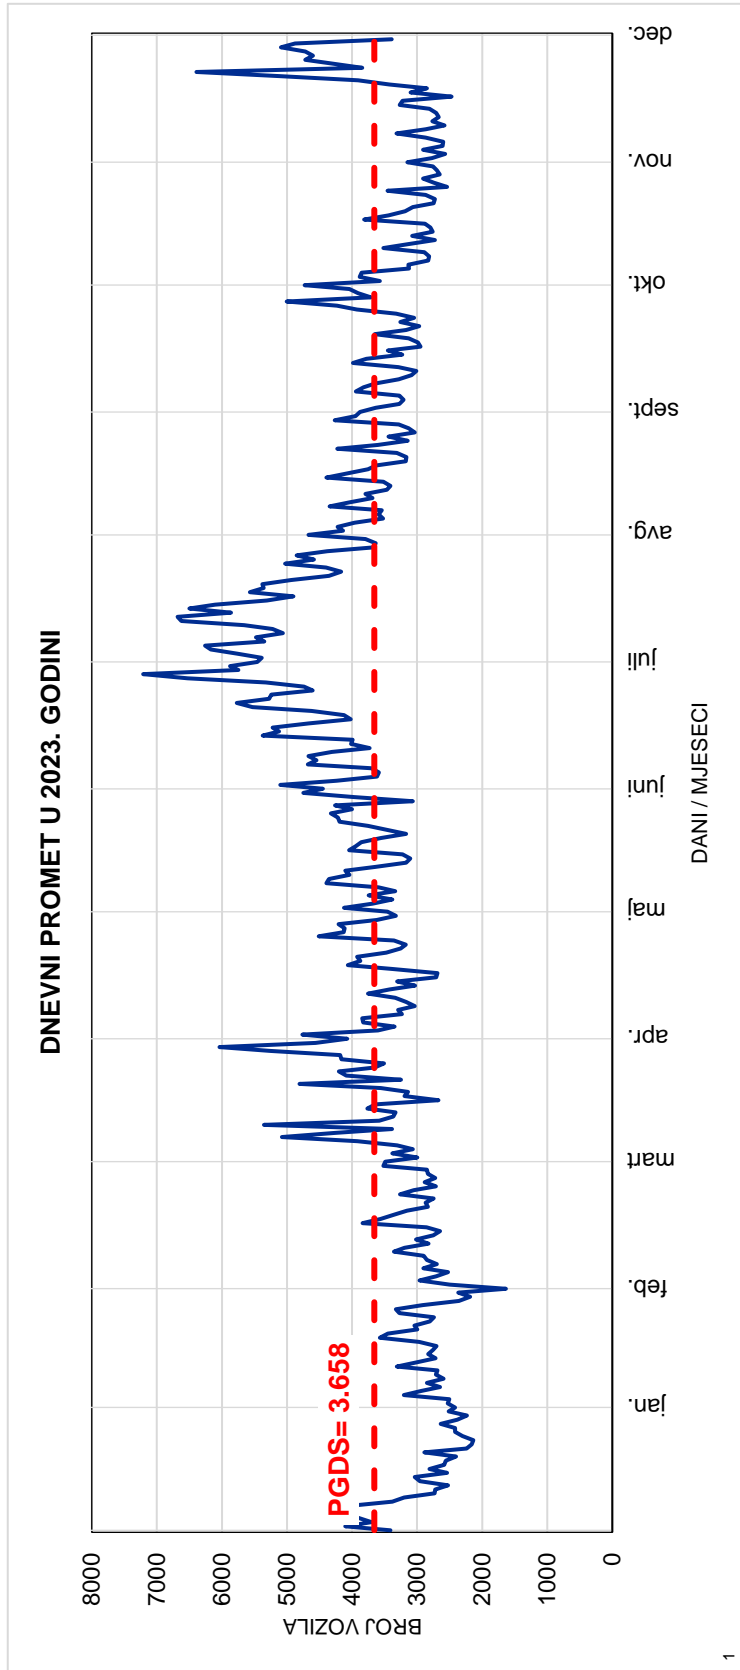 DNEVNI PROMET U 2023. GODINI
PGDS= 3.658
BROJ VOZILA
8000
7000
6000
5000
4000
3000
2000
1000
0
jan.
feb.
mart
apr.
maj
juni
juli
avg.
sept.
okt.
nov.
dec.
DANI / MJESECI
1